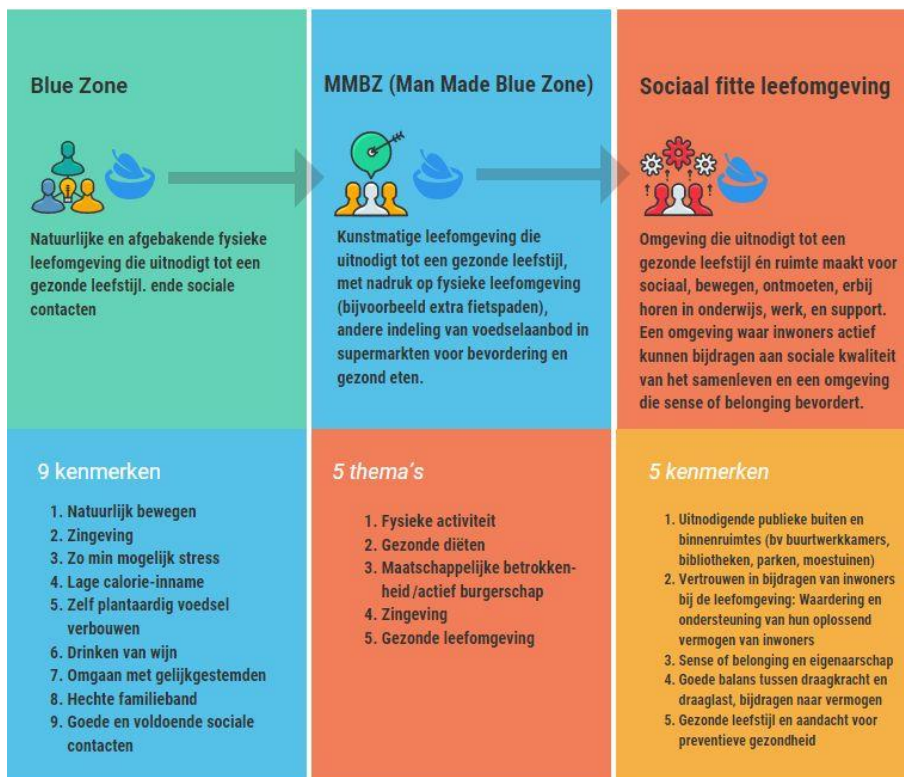 Blue Zone
Natuurlijke en afgebakende fysieke
leefomgeving die uitnodigt tot een
gezonde leefstijl. ende sociale
contacten
9 kenmerken
1. Natuurlijk bewegen
2. Zingeving
3. Zo min mogelijk stress
4. Lage calorie-inname
5. Zelf plantaardig voedsel
verbouwen
6. Drinken van wijn
7. Omgaan met gelijkgestemden
8. Hechte familieband
9. Goede en voldoende sociale
contacten
MMBZ (Man Made Blue Zone)
Kunstmatige leefomgeving die
uitnodigt tot een gezonde leefstijl,
met nadruk op fysieke leefomgeving
(bijvoorbeeld extra fietspaden),
andere indeling van voedselaanbod in
supermarkten voor bevordering en
gezond eten.
5 thema's
1. Fysieke activiteit
2. Gezonde diëten
3. Maatschappelijke betrokken-
heid/actief burgerschap
4. Zingeving
5. Gezonde leefomgeving
Sociaal fitte leefomgeving
Omgeving die uitnodigt tot een
gezonde leefstijl én ruimte maakt voor
sociaal, bewegen, ontmoeten, erbij
horen in onderwijs, werk, en support.
Een omgeving waar inwoners actief
kunnen bijdragen aan sociale kwaliteit
van het samenleven en een omgeving
die sense of belonging bevordert.
5 kenmerken
1. Uitnodigende publieke buiten en
binnenruimtes (bv buurtwerkkamers,
bibliotheken, parken, moestuinen)
2. Vertrouwen in bijdragen van inwoners
bij de leefomgeving: Waardering en
ondersteuning van hun oplossend
vermogen van inwoners
3. Sense of belonging en eigenaarschap
4. Goede balans tussen draagkracht en
draaglast, bijdragen naar vermogen
5. Gezonde leefstijl en aandacht voor
preventieve gezondheid